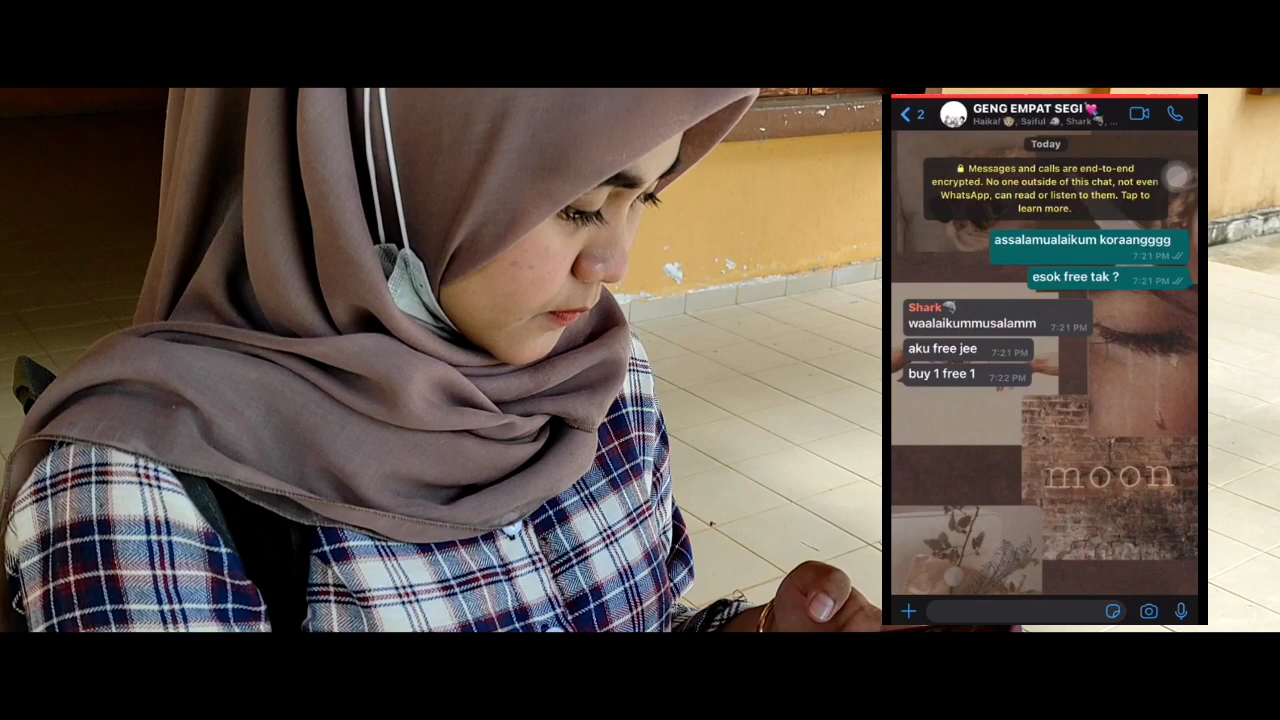 2
GENG EMPAT SEGI💘
Haikal 👨🏼, Saiful 🐼, Shark🦈, ...
Today
🔒 Messages and calls are end-to-end
encrypted. No one outside of this chat, not even
WhatsApp, can read or listen to them. Tap to
learn more.
assalamualaikum koraangggg
7:21 PM
esok free tak ? 7:21 PM
Shark🦈
waalaikummusalamm 7:21 PM
aku free jee 7:21 PM
buy 1 free 1 7:22 PM
moon